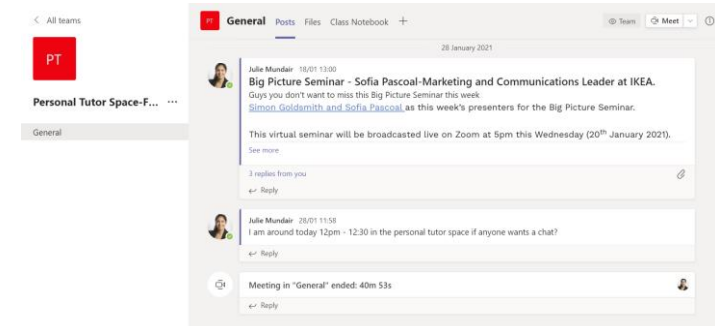 All teams
PT
Personal Tutor Space-F... ...
General
PT General Posts Files Class Notebook +
Team Meet
28 January 2021
Julie Mundair 18/01 13:00
Big Picture Seminar - Sofia Pascoal-Marketing and Communications Leader at IKEA.
Guys you don't want to miss this Big Picture Seminar this week
Simon Goldsmith and Sofia Pascoal as this week's presenters for the Big Picture Seminar.
This virtual seminar will be broadcasted live on Zoom at 5pm this Wednesday (20th January 2021).
See more
3 replies from you
Reply
Julie Mundair 28/01 11:58
I am around today 12pm - 12:30 in the personal tutor space if anyone wants a chat?
Reply
Meeting in "General" ended: 40m 53s
Reply